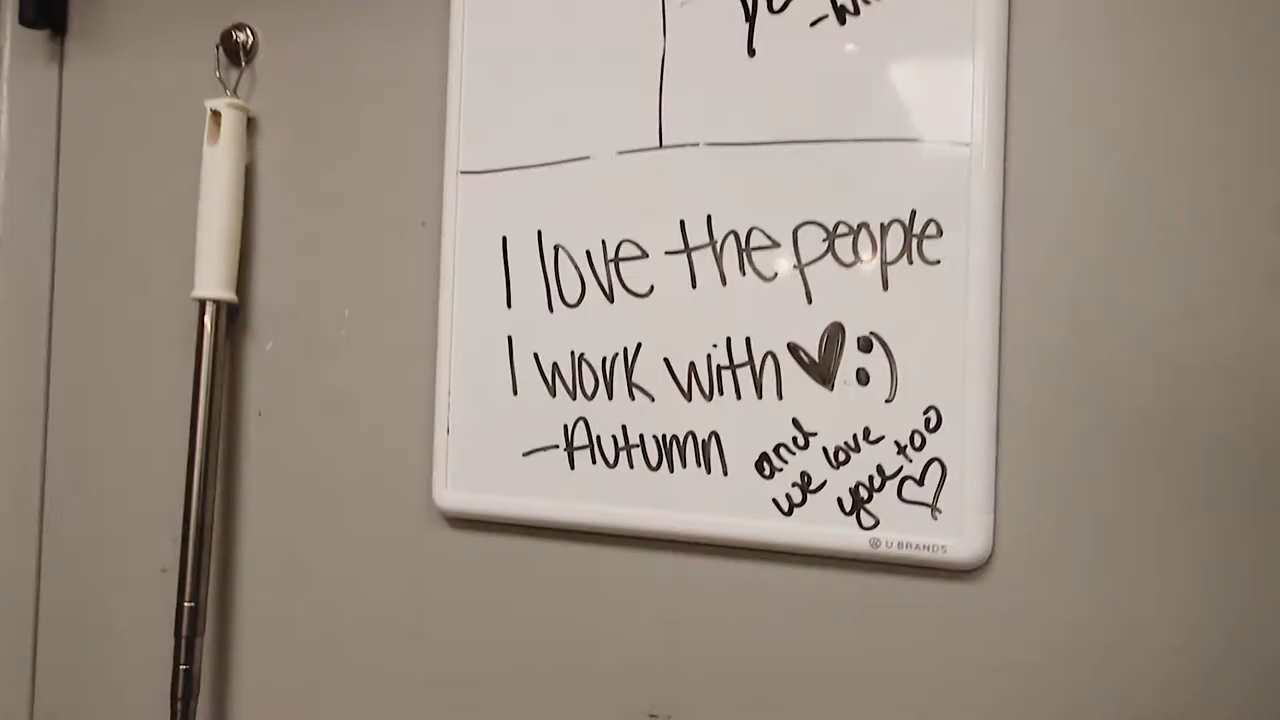 I love the people
I work with ♥ :)
-Autumn
and
we love
you too
♡
U BRANDS